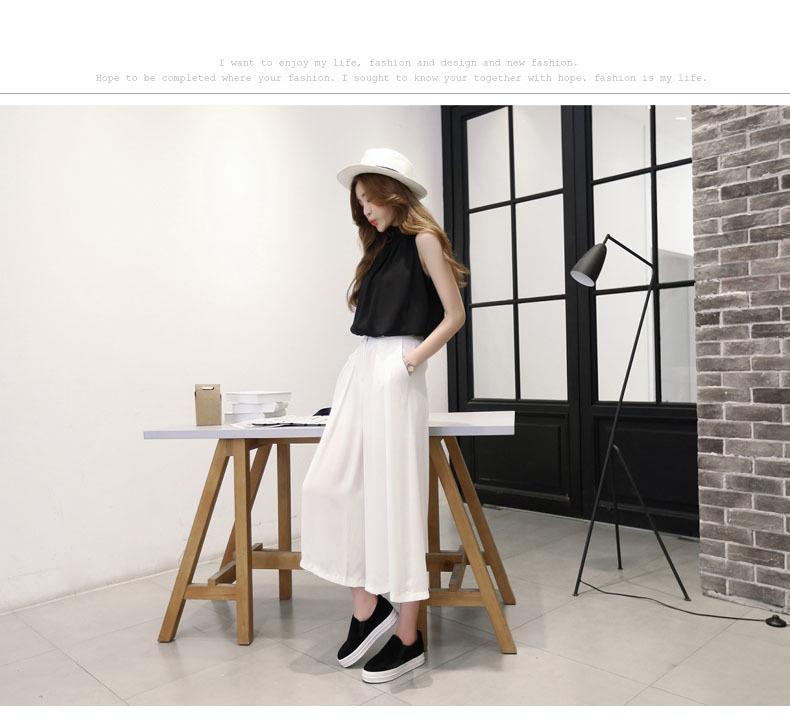 I want to enjoy my life, fashion and design and new fashion.
Hope to be completed where your fashion. I sought to know your together with hope. fashion is my life.